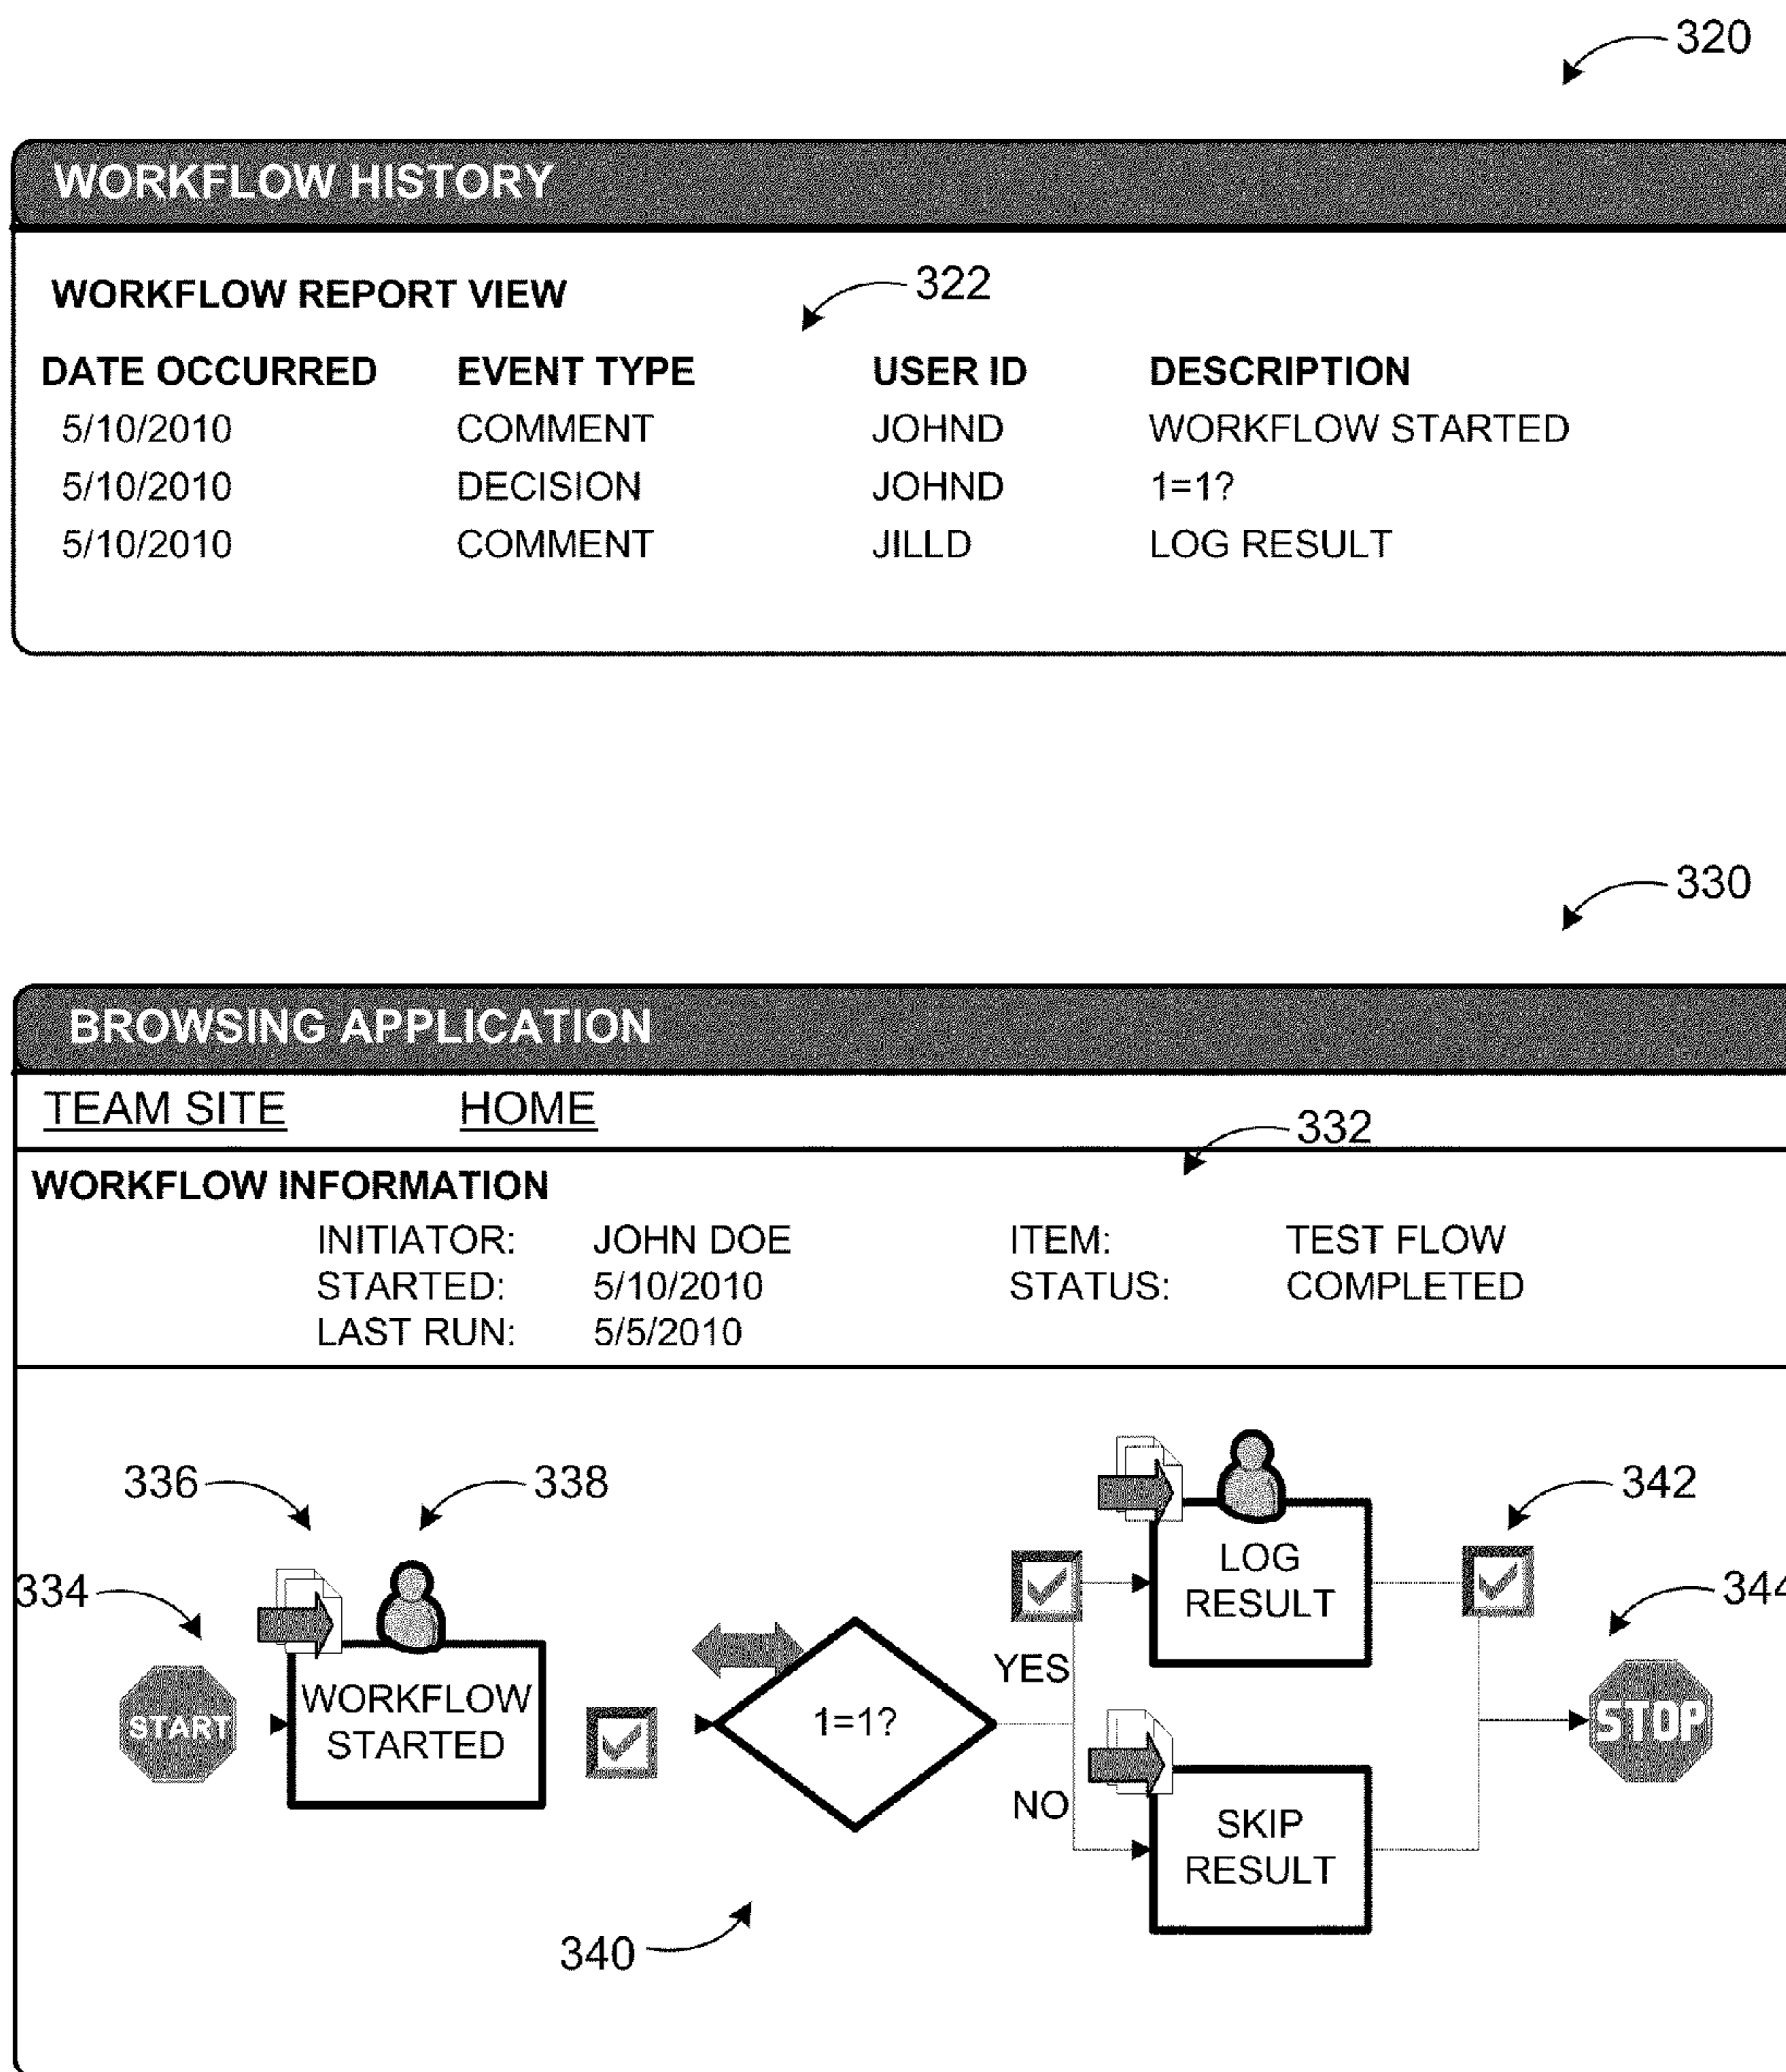 320
WORKFLOW HISTORY
WORKFLOW REPORT VIEW
322
DATE OCCURRED EVENT TYPE USER ID DESCRIPTION
5/10/2010 COMMENT JOHND WORKFLOW STARTED
5/10/2010 DECISION JOHND 1=1?
5/10/2010 COMMENT JILLD LOG RESULT
330
BROWSING APPLICATION
TEAM SITE HOME
332
WORKFLOW INFORMATION
INITIATOR: JOHN DOE ITEM: TEST FLOW
STARTED: 5/10/2010 STATUS: COMPLETED
LAST RUN: 5/5/2010
336 338 342
334
LOG
RESULT
344
YES
START
WORKFLOW
STARTED
1=1?
STOP
NO
SKIP
RESULT
340